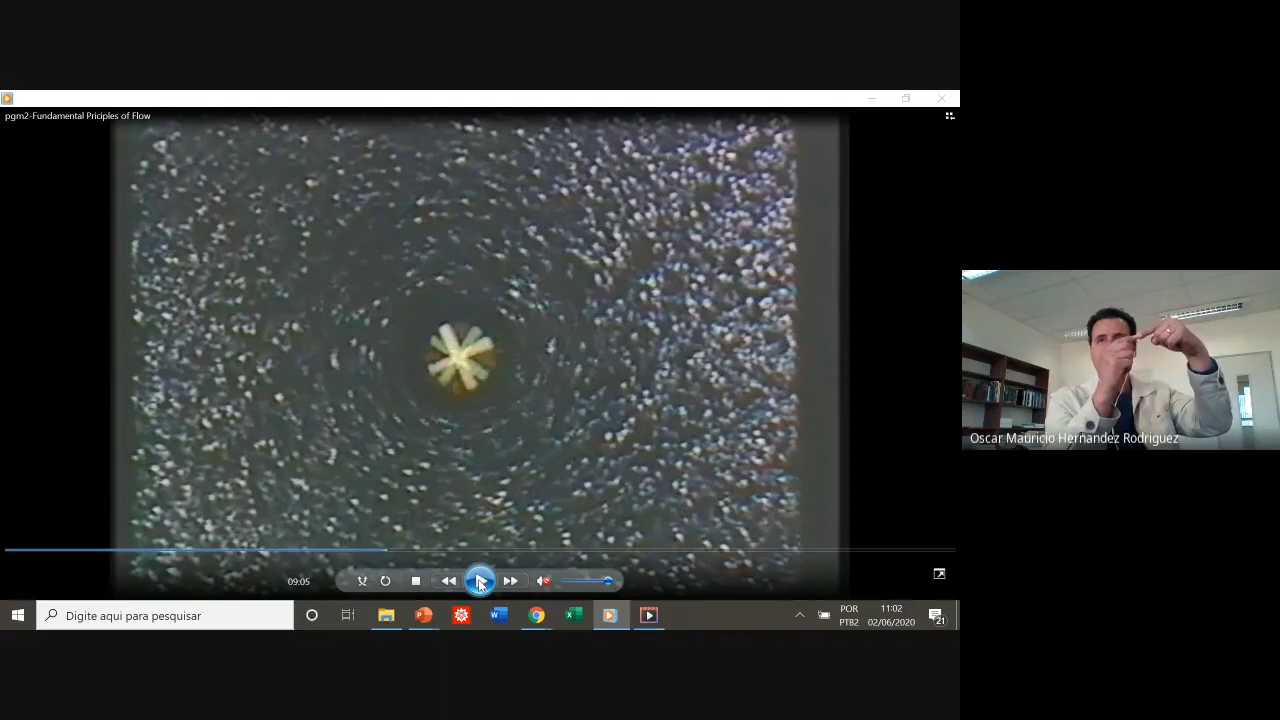 pgm2-Fundamental Priciples of Flow
Oscar Mauricio Hernandez Rodriguez
09:05
Digite aqui para pesquisar
POR
PTB2
11:02
02/06/2020
21